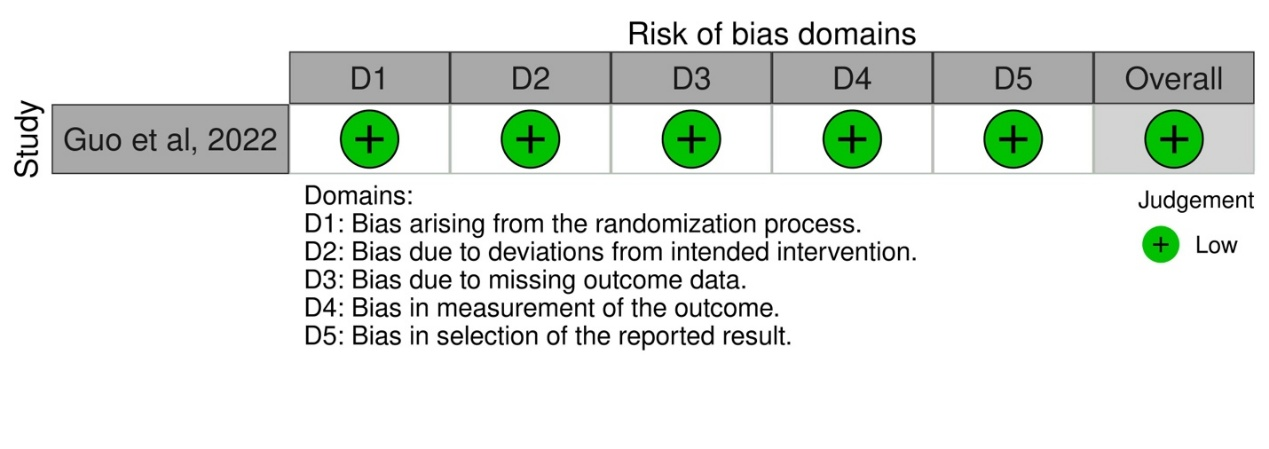 Risk of bias domains
D1 D2 D3 D4 D5 Overall
Study
Guo et al, 2022 + + + + + +
Domains:
D1: Bias arising from the randomization process.
D2: Bias due to deviations from intended intervention.
D3: Bias due to missing outcome data.
D4: Bias in measurement of the outcome.
D5: Bias in selection of the reported result.
Judgement
+ Low